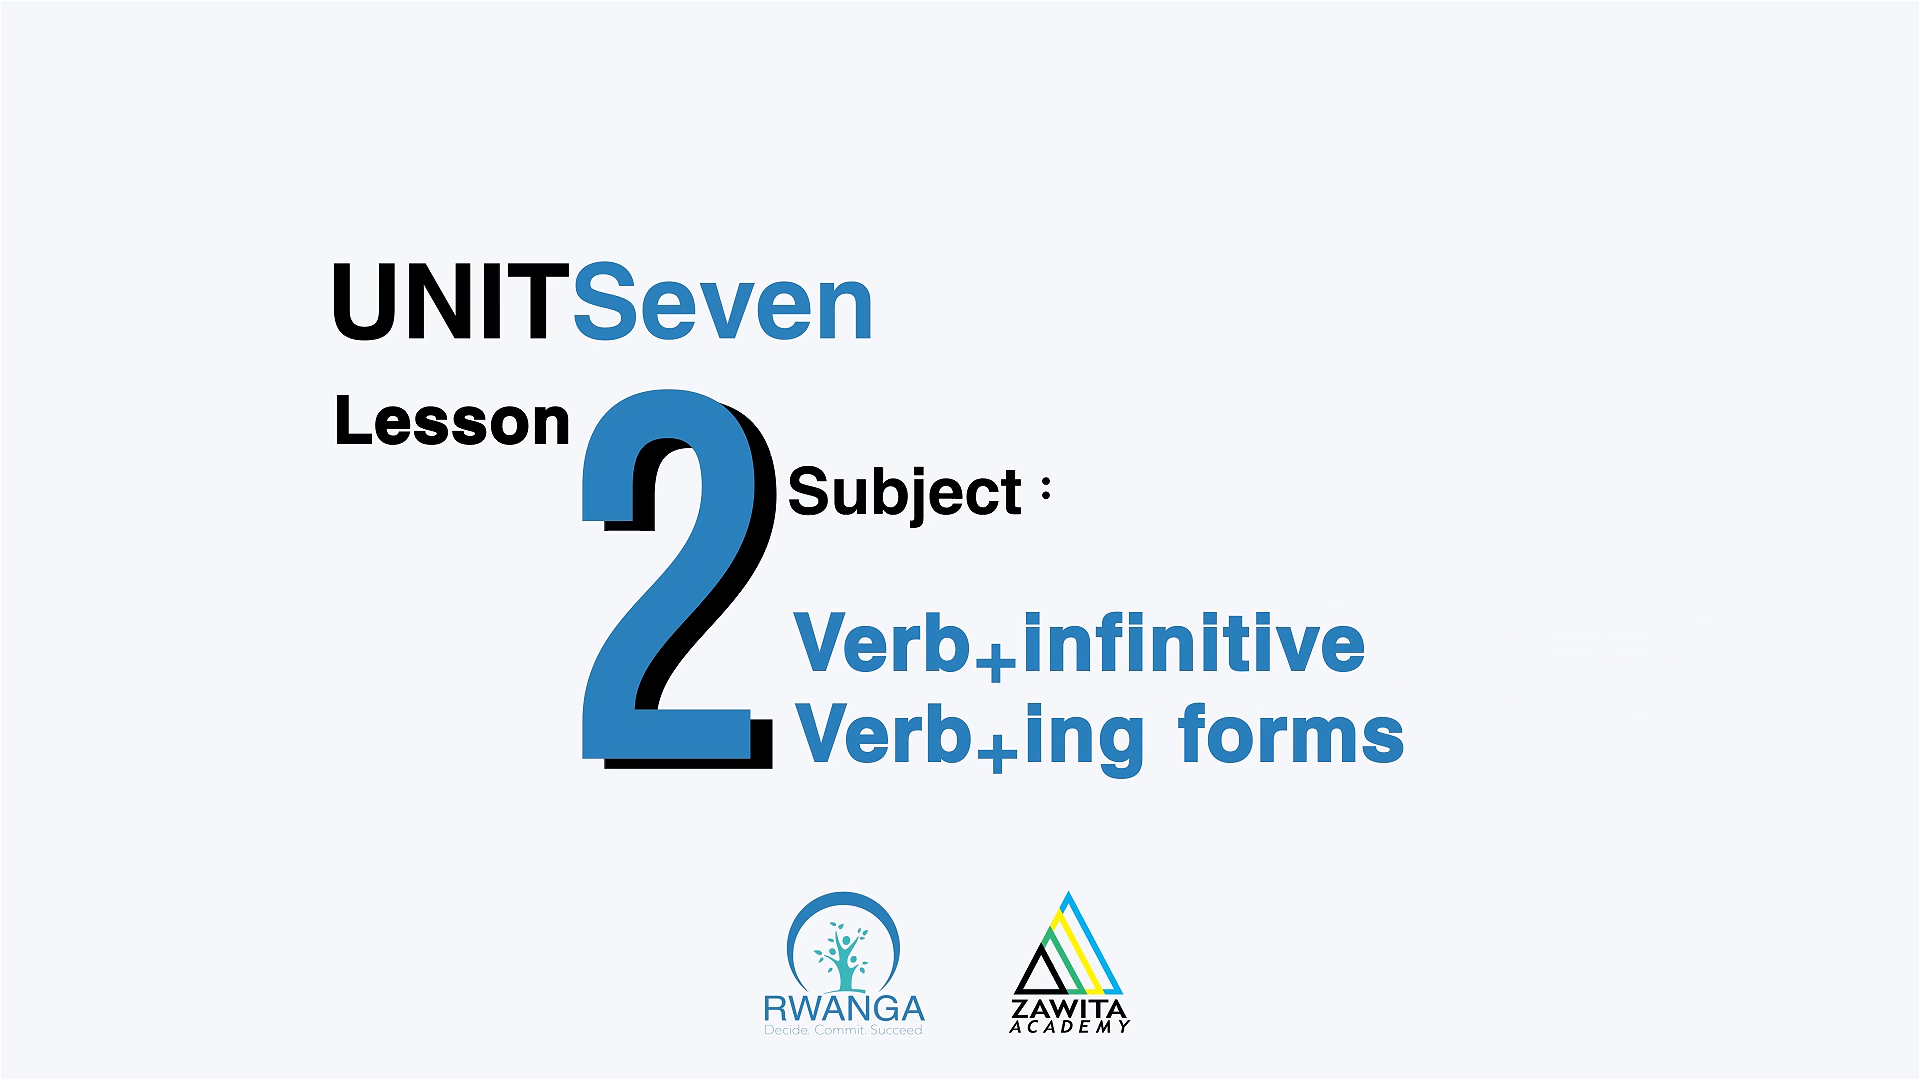 UNITSeven
Lesson 2
Subject :
Verb+infinitive
Verb+ing forms
RWANGA
Decide. Commit. Succeed.
ZAWITA
ACADEMY